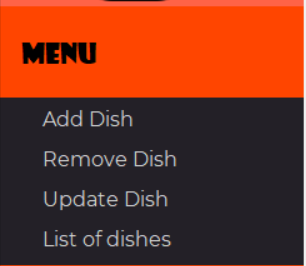 MENU
Add Dish
Remove Dish
Update Dish
List of dishes